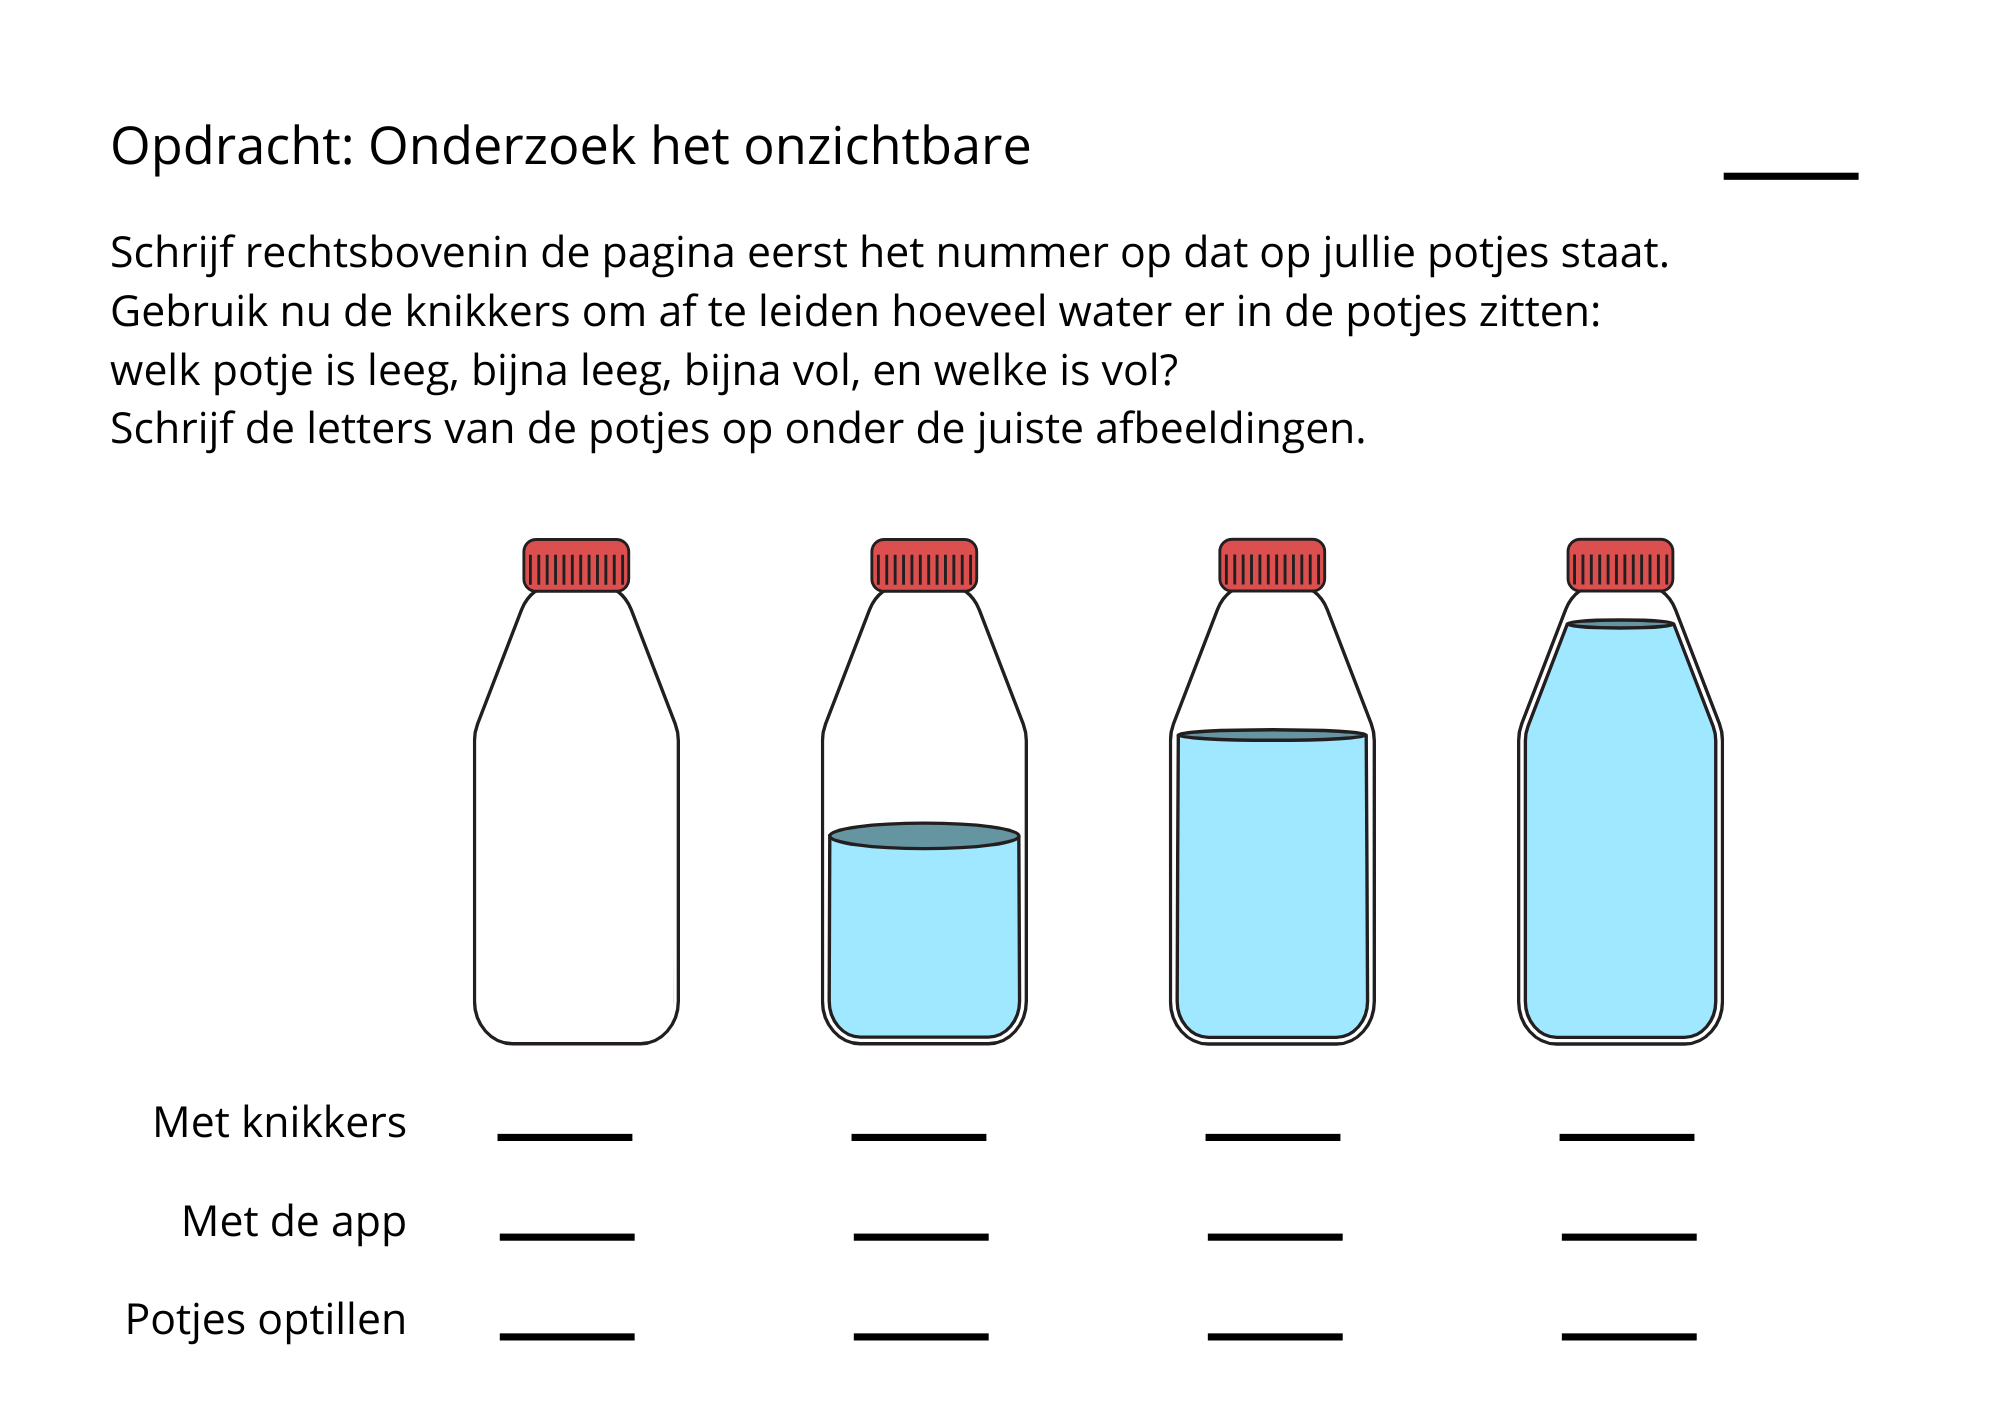 Opdracht: Onderzoek het onzichtbare
Schrijf rechtsbovenin de pagina eerst het nummer op dat op jullie potjes staat.
Gebruik nu de knikkers om af te leiden hoeveel water er in de potjes zitten:
welk potje is leeg, bijna leeg, bijna vol, en welke is vol?
Schrijf de letters van de potjes op onder de juiste afbeeldingen.
Met knikkers
Met de app
Potjes optillen